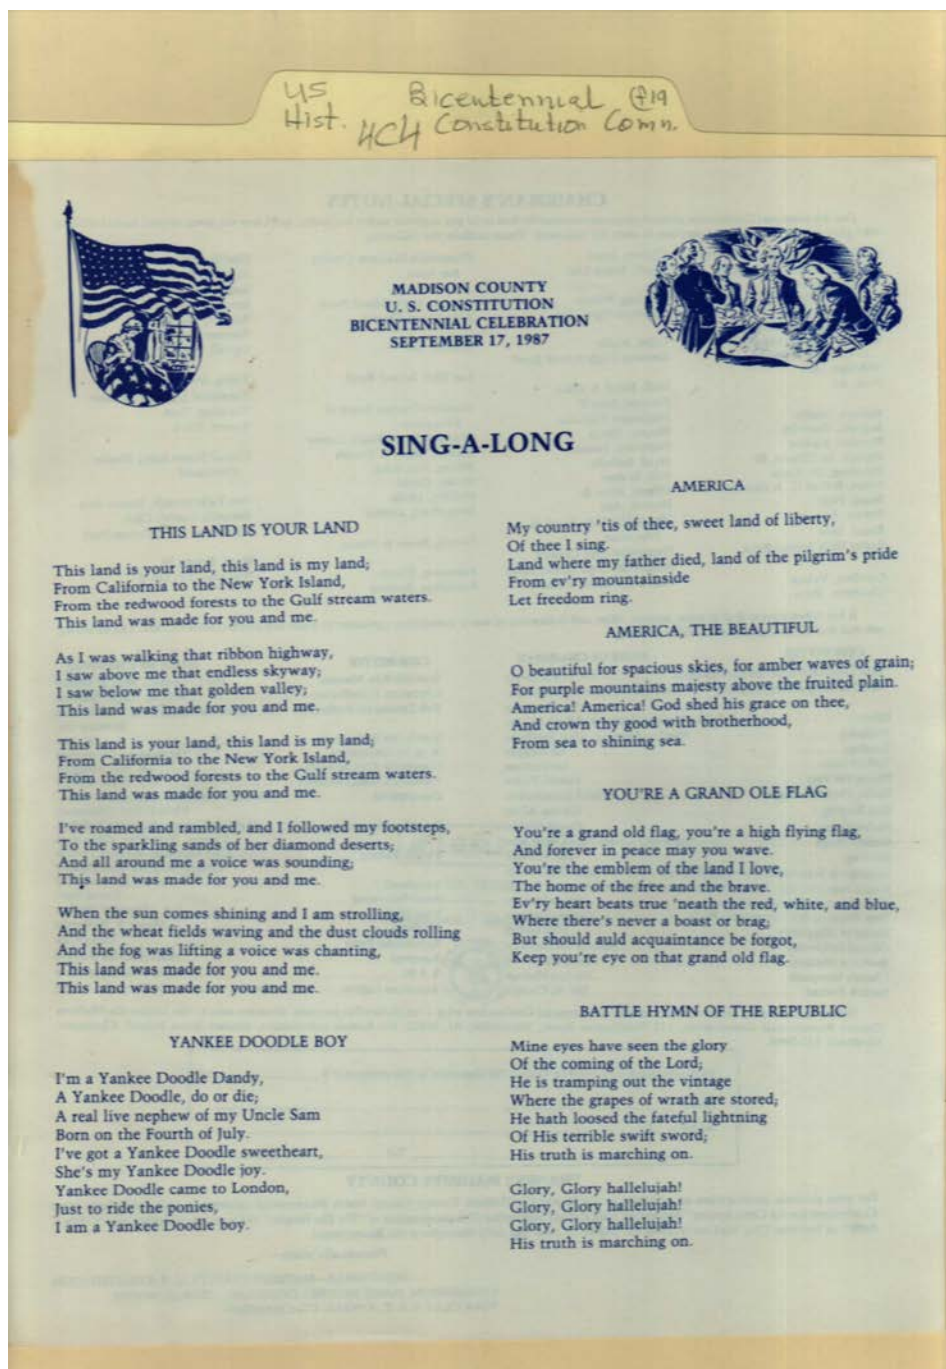 US Bicentennial @19
Hist. 4C4 Constitution Comn.
MADISON COUNTY
U. S. CONSTITUTION
BICENTENNIAL CELEBRATION
SEPTEMBER 17, 1987
SING-A-LONG
THIS LAND IS YOUR LAND
This land is your land, this land is my land;
From California to the New York Island,
From the redwood forests to the Gulf stream waters.
This land was made for you and me.
As I was walking that ribbon highway,
I saw above me that endless skyway;
I saw below me that golden valley;
This land was made for you and me.
This land is your land, this land is my land;
From California to the New York Island,
From the redwood forests to the Gulf stream waters.
This land was made for you and me.
I've roamed and rambled, and I followed my footsteps,
To the sparkling sands of her diamond deserts;
And all around me a voice was sounding;
This land was made for you and me.
When the sun comes shining and I am strolling,
And the wheat fields waving and the dust clouds rolling
And the fog was lifting a voice was chanting,
This land was made for you and me.
This land was made for you and me.
YANKEE DOODLE BOY
I'm a Yankee Doodle Dandy,
A Yankee Doodle, do or die;
A real live nephew of my Uncle Sam
Born on the Fourth of July.
I've got a Yankee Doodle sweetheart,
She's my Yankee Doodle joy.
Yankee Doodle came to London,
Just to ride the ponies,
I am a Yankee Doodle boy.
AMERICA
My country 'tis of thee, sweet land of liberty,
Of thee I sing.
Land where my father died, land of the pilgrim's pride
From ev'ry mountainside
Let freedom ring.
AMERICA, THE BEAUTIFUL
O beautiful for spacious skies, for amber waves of grain;
For purple mountains majesty above the fruited plain.
America! America! God shed his grace on thee,
And crown thy good with brotherhood,
From sea to shining sea.
YOU'RE A GRAND OLE FLAG
You're a grand old flag, you're a high flying flag,
And forever in peace may you wave.
You're the emblem of the land I love,
The home of the free and the brave.
Ev'ry heart beats true 'neath the red, white, and blue,
Where there's never a boast or brag;
But should auld acquaintance be forgot,
Keep you're eye on that grand old flag.
BATTLE HYMN OF THE REPUBLIC
Mine eyes have seen the glory
Of the coming of the Lord;
He is tramping out the vintage
Where the grapes of wrath are stored;
He hath loosed the fateful lightning
Of His terrible swift sword;
His truth is marching on.
Glory, Glory hallelujah!
Glory, Glory hallelujah!
Glory, Glory hallelujah!
His truth is marching on.